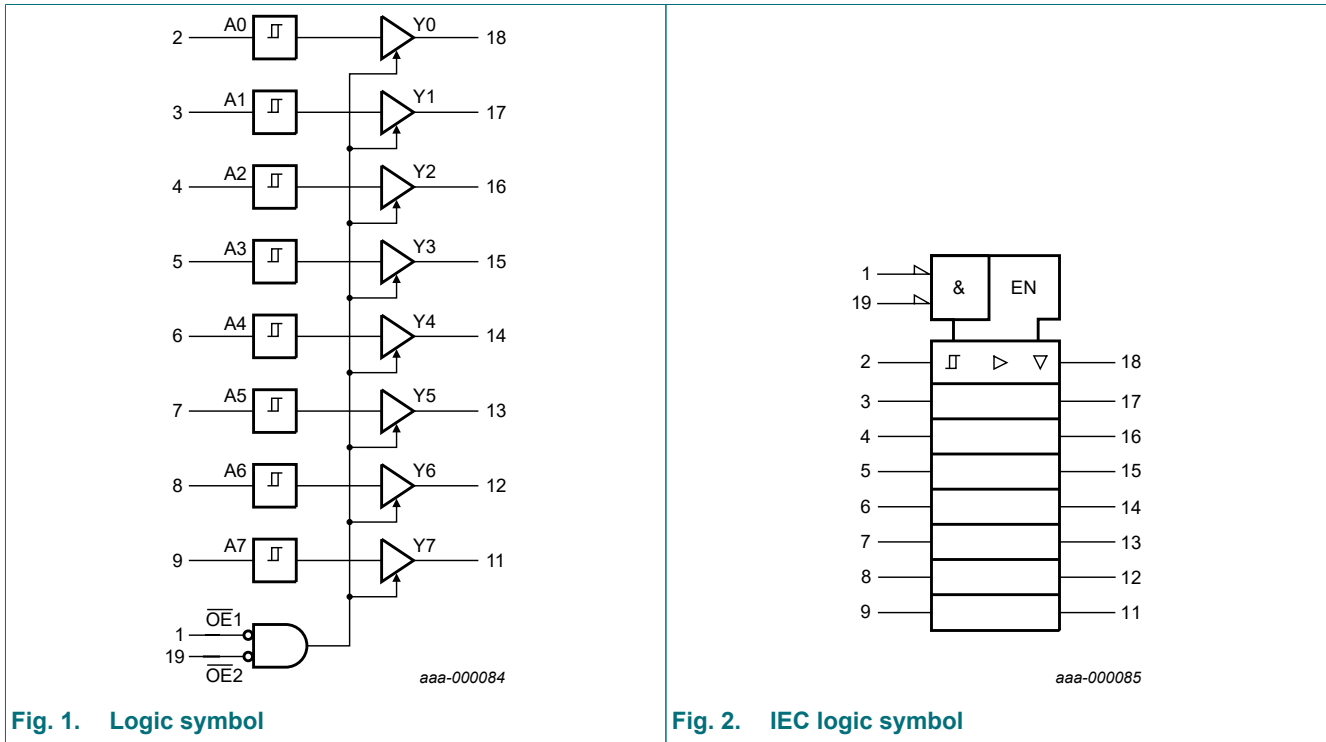 A0
2
Y0
18
A1
3
Y1
17
A2
4
Y2
16
A3
5
Y3
15
A4
6
Y4
14
A5
7
Y5
13
A6
8
Y6
12
A7
9
Y7
11
OE1
1
19
OE2
aaa-000084
Fig. 1. Logic symbol
1
19
& EN
2 18
3 17
4 16
5 15
6 14
7 13
8 12
9 11
aaa-000085
Fig. 2. IEC logic symbol